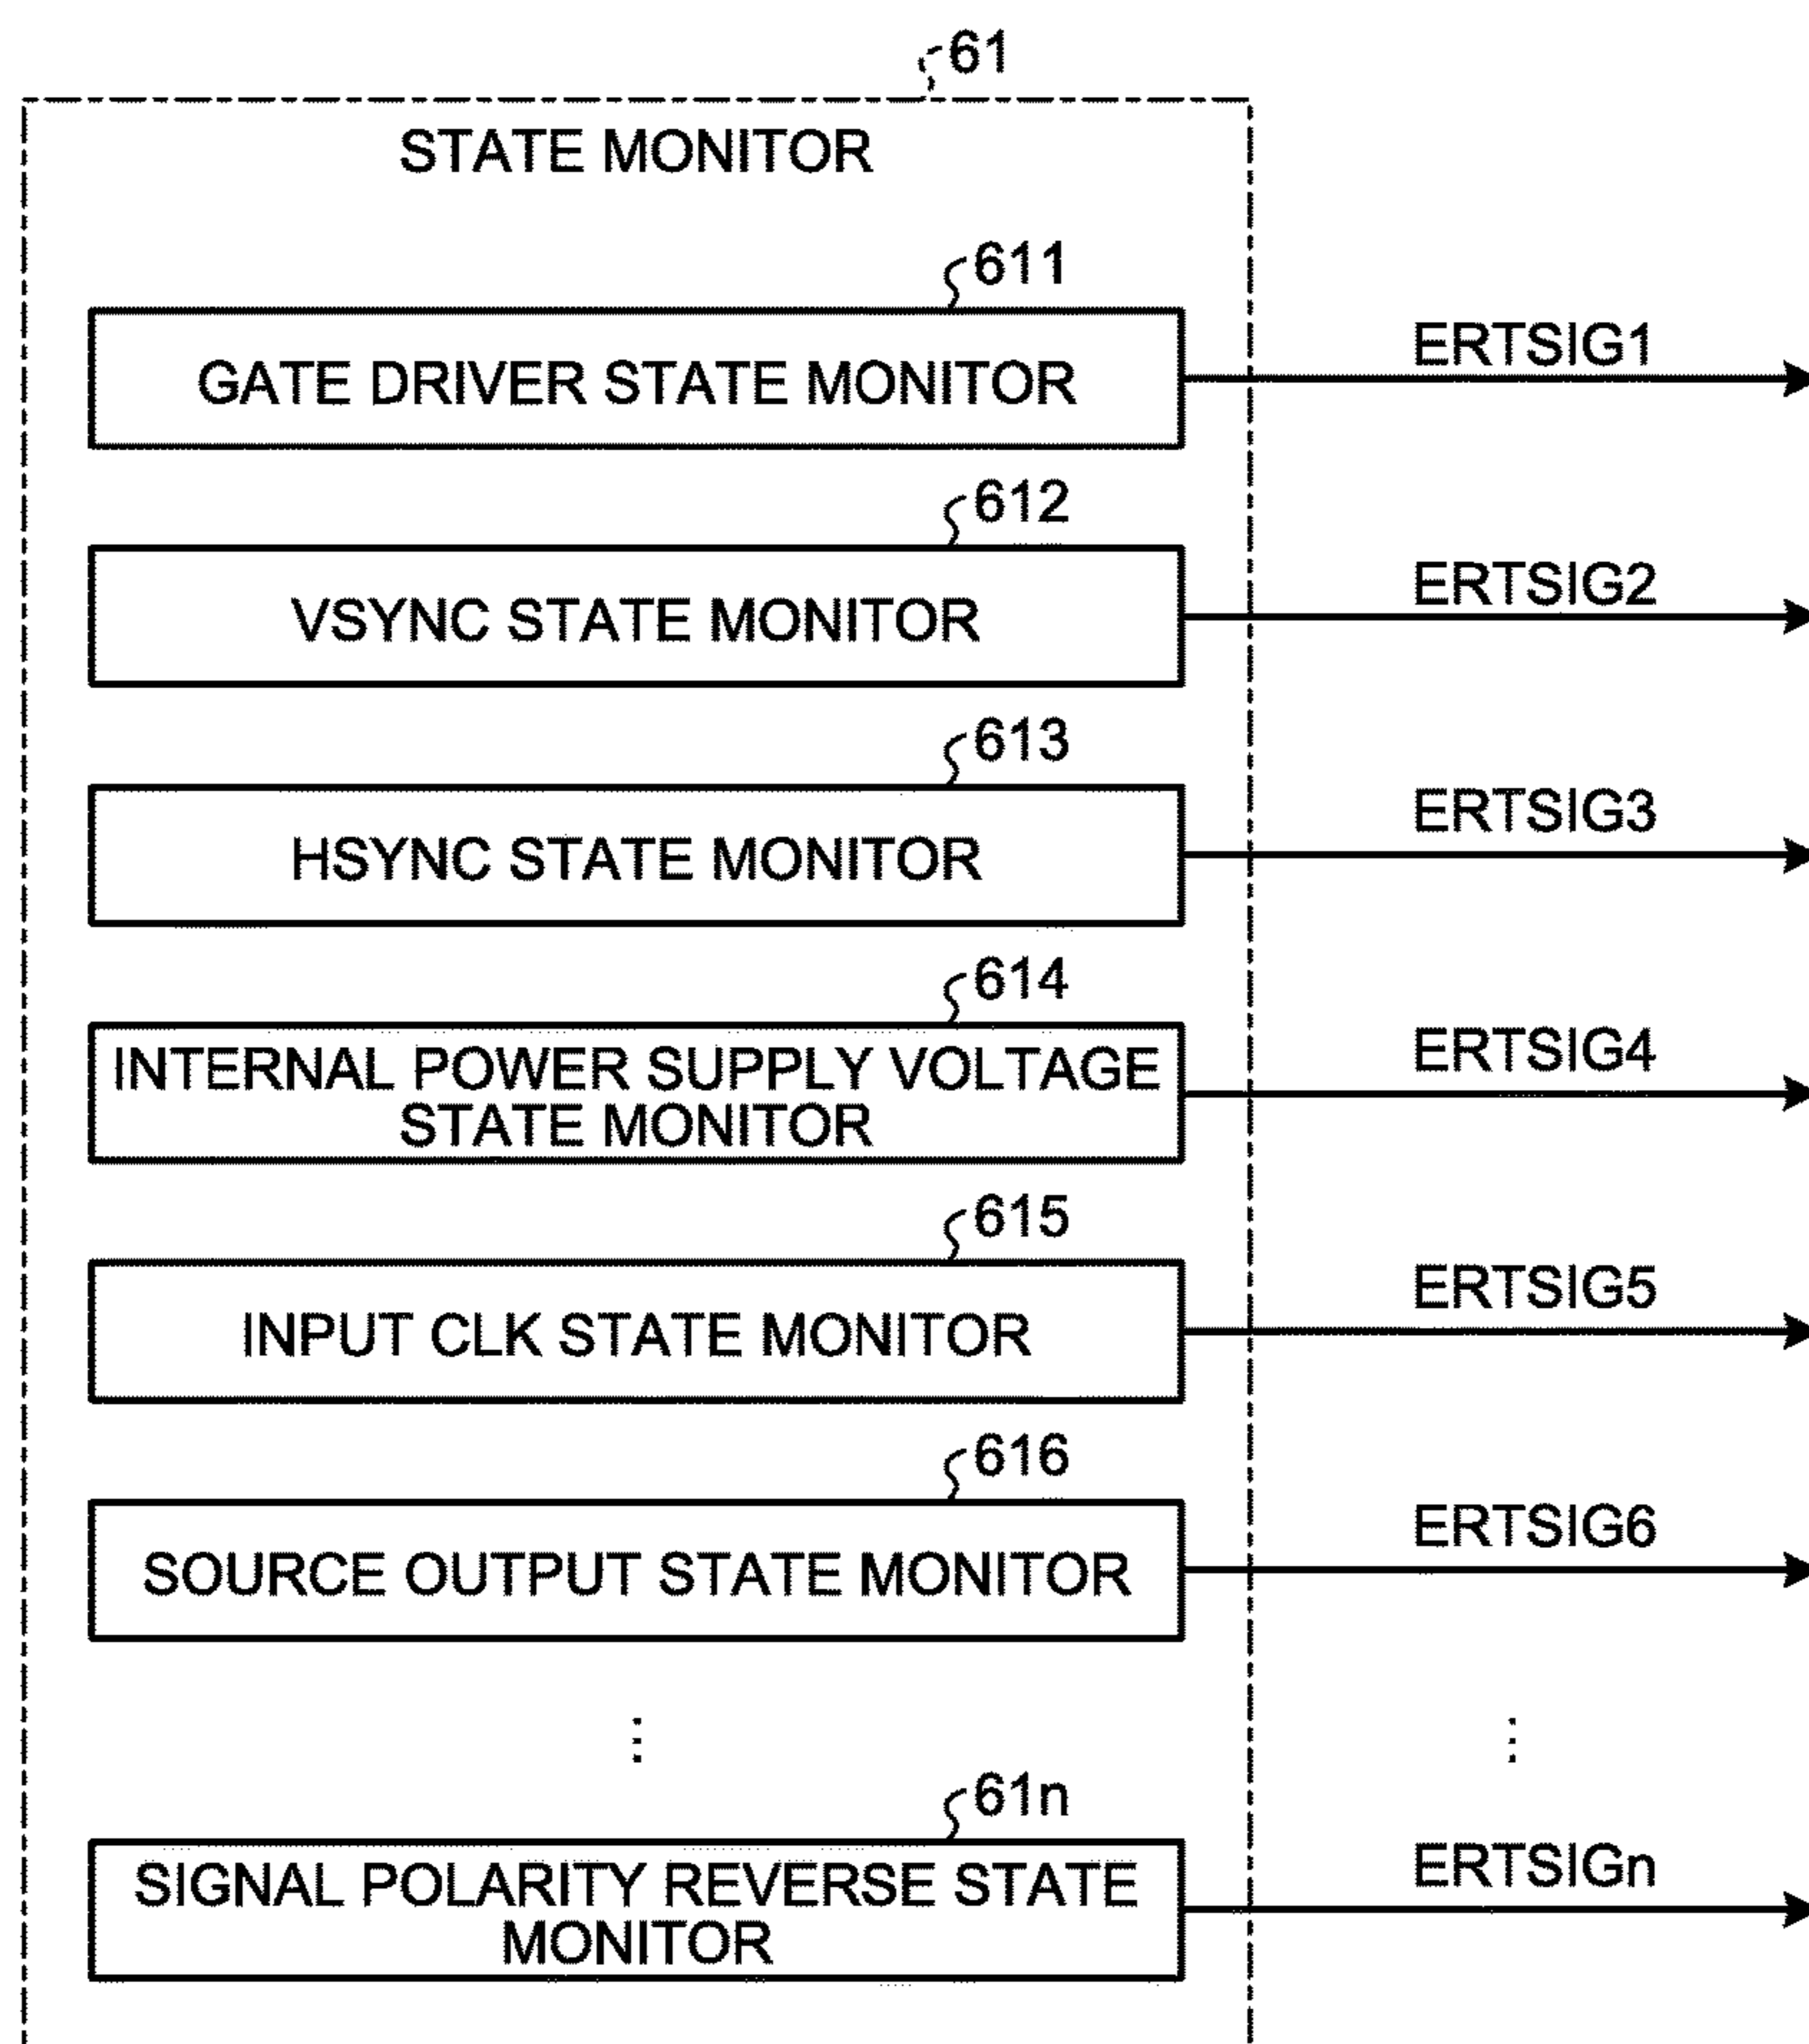 61
STATE MONITOR
611
GATE DRIVER STATE MONITOR
ERTSIG1
612
VSYNC STATE MONITOR
ERTSIG2
613
HSYNC STATE MONITOR
ERTSIG3
614
INTERNAL POWER SUPPLY VOLTAGE
STATE MONITOR
ERTSIG4
615
INPUT CLK STATE MONITOR
ERTSIG5
616
SOURCE OUTPUT STATE MONITOR
ERTSIG6
⋮
⋮
61n
SIGNAL POLARITY REVERSE STATE
MONITOR
ERTSIGn